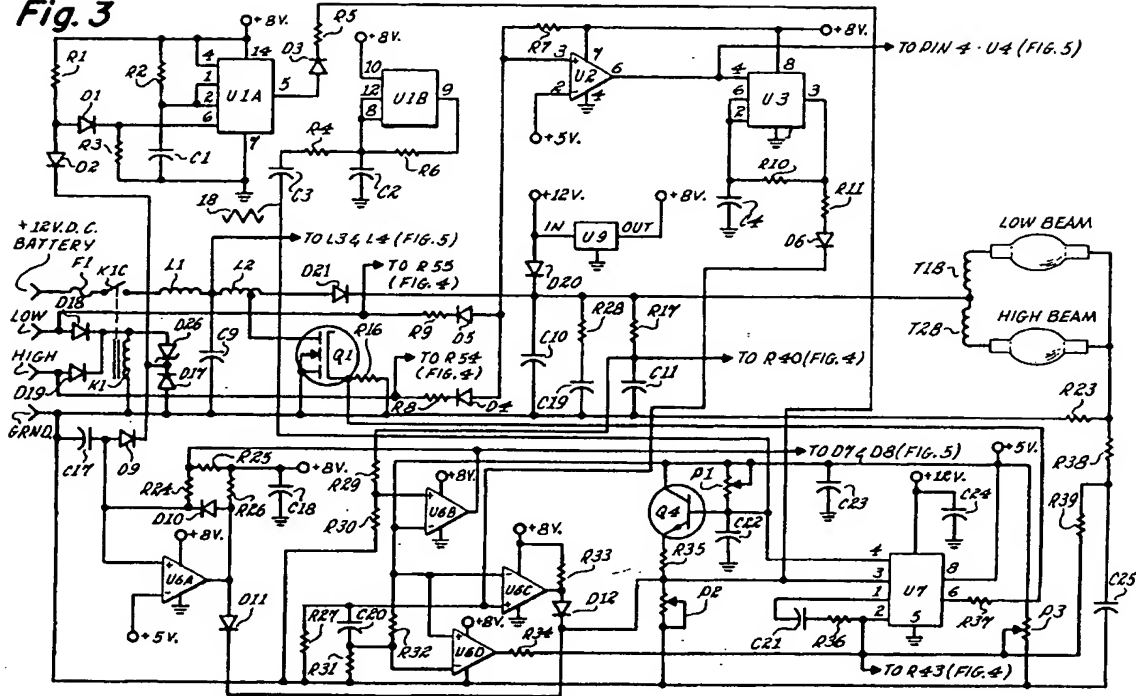 Fig. 3
+8V.
R5
D3
+8V.
R1
R2
4
14
1
U1A
5
2
6
7
D1
R3
C1
D2
10
12
8
U1B
9
R4
R6
C3
C2
18
R7
+8V.
3
7
U2
6
2
4
+5V.
TO PIN 4 - U4 (FIG. 5)
4
8
6
U3
3
2
R10
R11
C4
D6
+12V.
+8V.
IN
U9
OUT
D20
+12V. D.C.
BATTERY
F1
K1C
L1
L2
TO L3 & L4 (FIG. 5)
D21
TO R55
(FIG. 4)
LOW
D18
D26
C9
Q1
R16
R9
D5
TO R54
(FIG. 4)
HIGH
D19
K1
D17
R8
D4
C10
R28
R17
C19
C11
TO R40 (FIG. 4)
LOW BEAM
T1B
T2B
HIGH BEAM
GRND.
R23
C17
D9
R25
+8V.
R24
R26
C18
D10
+8V.
U6A
+5V.
D11
R29
R30
+8V.
U6B
TO D7 & D8 (FIG. 5)
+5V.
P1
Q4
C22
C23
+12V.
C24
R38
R39
C25
R35
P2
+8V.
U6C
R33
D12
R27
C20
R31
R32
+8V.
U6D
R34
4
3
1
2
U7
8
6
5
R37
P3
C21
R36
TO R43 (FIG. 4)